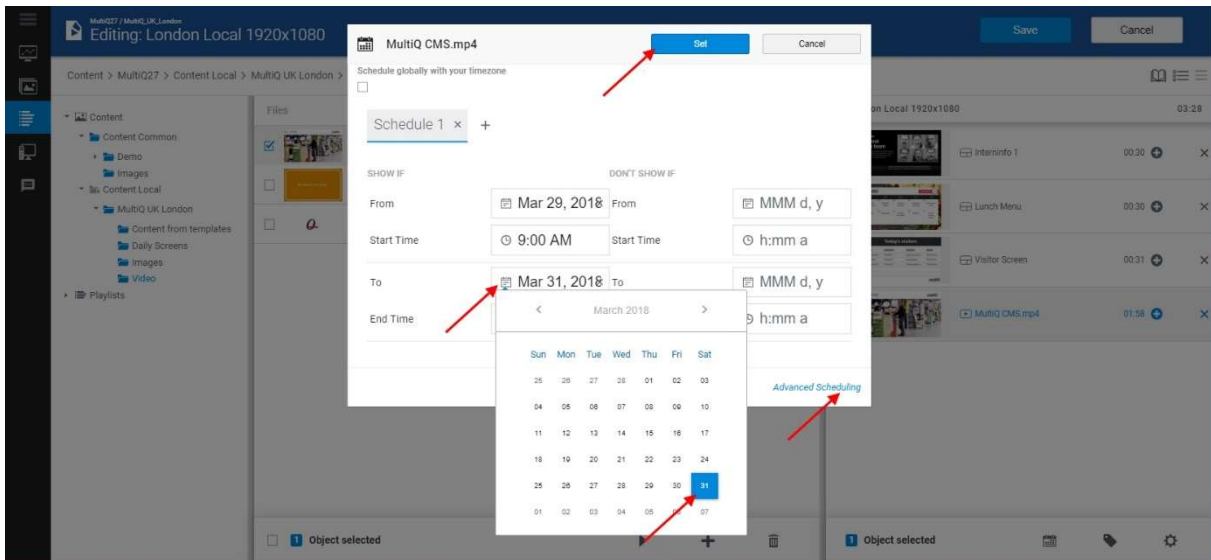 MultiQ27 / MultiQ_UK_London
Editing: London Local 1920x1080
Save
Cancel
Content > MultiQ27 > Content Local > MultiQ UK London >
Content
Content Common
Demo
Images
Content Local
MultiQ UK London
Content from templates
Daily Screens
Images
Video
Playlists
Files
MultiQ CMS.mp4
Set
Cancel
Schedule globally with your timezone
Schedule 1 × +
SHOW IF
DON'T SHOW IF
From
Mar 29, 2018
From
MMM d, y
Start Time
9:00 AM
Start Time
h:mm a
To
Mar 31, 2018
To
MMM d, y
End Time
h:mm a
< March 2018 >
Sun Mon Tue Wed Thu Fri Sat
25 26 27 28 01 02 03
04 05 06 07 08 09 10
11 12 13 14 15 16 17
18 19 20 21 22 23 24
25 26 27 28 29 30 31
01 02 03 04 05 07
Advanced Scheduling
on Local 1920x1080
03:28
Interninfo 1
00:30
Lunch Menu
00:30
Today's visitors
Visitor Screen
00:31
MultiQ CMS.mp4
01:58
1 Object selected
1 Object selected